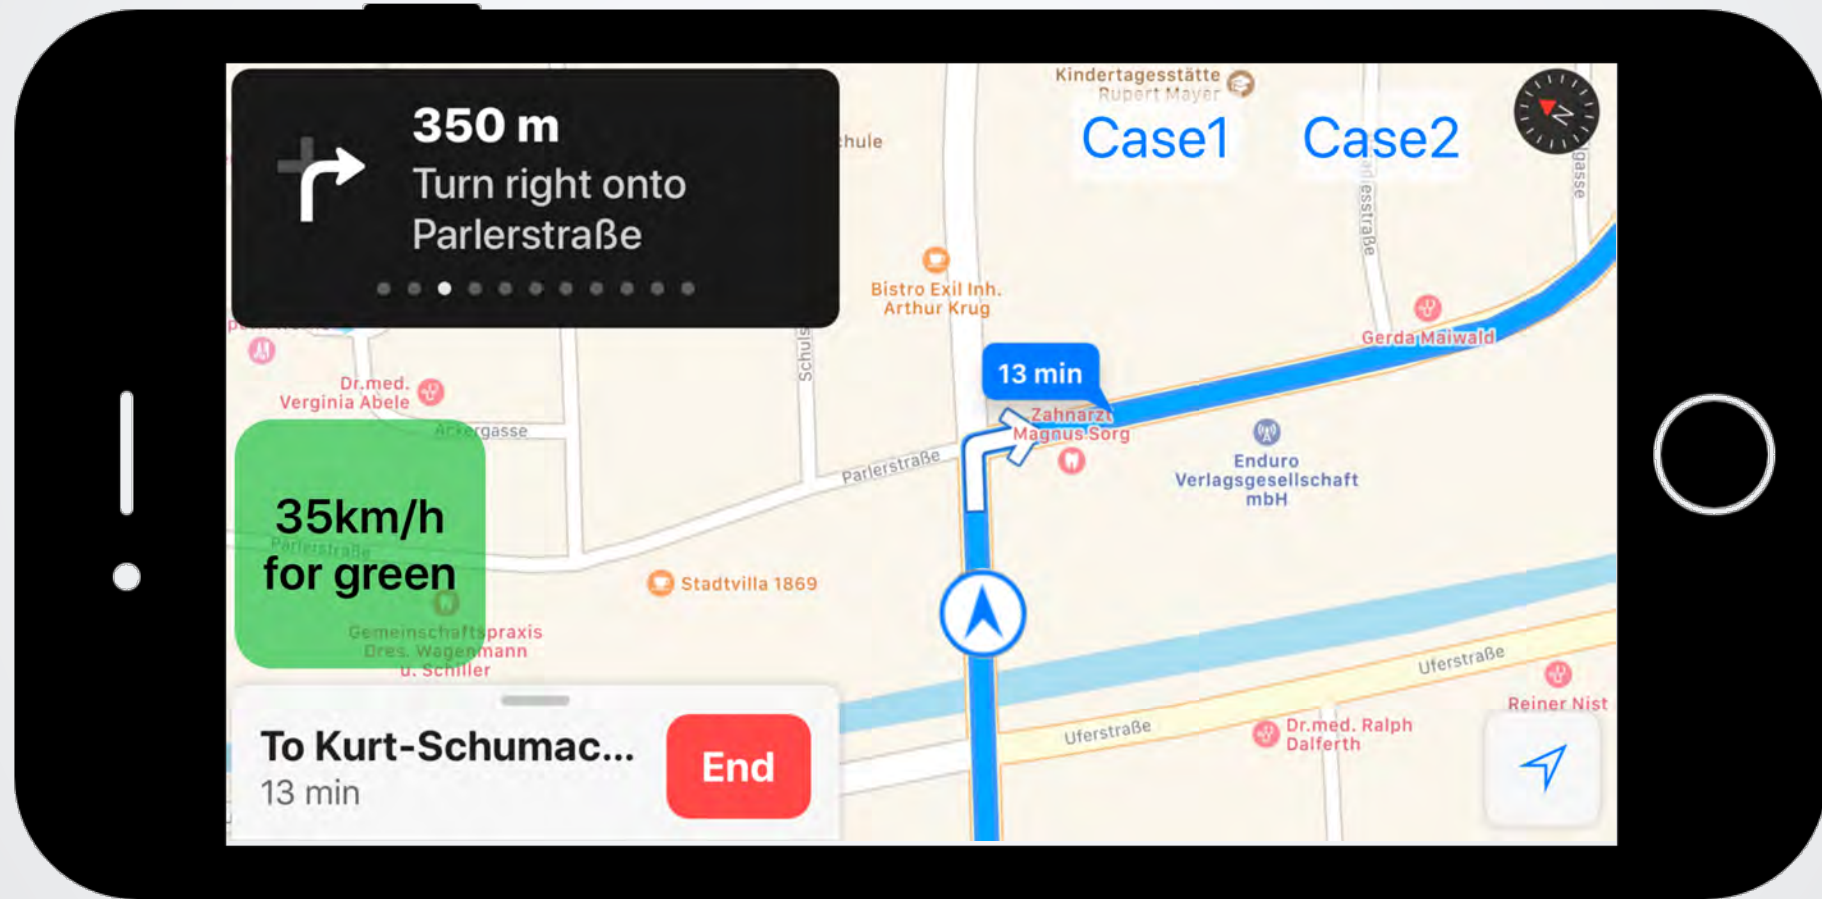 350 m
Turn right onto
Parlerstraße
Kindertagesstätte
Rupert Mayer
Case1
Case2
N
Bistro Exil Inh.
Arthur Krug
Gerda Maiwald
Dr.med.
Verginia Abele
Ackergasse
13 min
Zahnarzt
Magnus Sorg
Parlerstraße
Enduro
Verlagsgesellschaft
mbH
35km/h
for green
Parlerstraße
Stadtvilla 1869
Gemeinschaftspraxis
Dres. Wagenmann
u. Schiller
Uferstraße
Uferstraße
Reiner Nist
Dr.med. Ralph
Dalferth
To Kurt-Schumac...
13 min
End